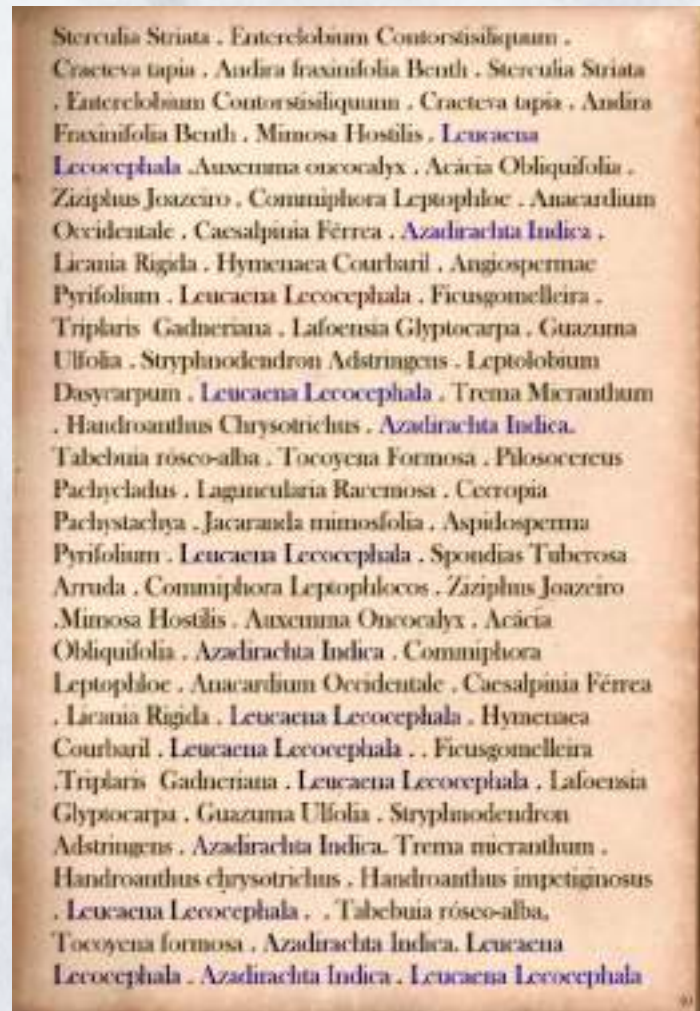 Sterculia Striata . Enterelobium Contorstisiliquum .
Craeteva tapia . Andira fraxinifolia Benth . Sterculia Striata
. Enterelobium Contorstisiliquum . Craeteva tapia . Andira
Fraxinifolia Benth . Mimosa Hostilis . Leucaena
Lecocephala .Auxemma oncocalyx . Acácia Obliquifolia .
Ziziphus Joazeiro . Commiphora Leptophloe . Anacardium
Occidentale . Caesalpinia Férrea . Azadirachta Indica .
Licania Rigida . Hymenaea Courbaril . Angiospermae
Pyrifolium . Leucaena Lecocephala . Ficusgomelleira .
Triplaris Gadneriana . Lafoensia Glyptocarpa . Guazuma
Ulfolia . Stryphnodendron Adstringens . Leptolobium
Dasycarpum . Leucaena Lecocephala . Trema Micranthum
. Handroanthus Chrysotrichus . Azadirachta Indica.
Tabebuia róseo-alba . Tocoyena Formosa . Pilosocereus
Pachycladus . Laguncularia Racemosa . Cecropia
Pachystachya . Jacaranda mimosfolia . Aspidosperma
Pyrifolium . Leucaena Lecocephala . Spondias Tuberosa
Arruda . Commiphora Leptophlocos . Ziziphus Joazeiro
.Mimosa Hostilis . Auxemma Oncocalyx . Acácia
Obliquifolia . Azadirachta Indica . Commiphora
Leptophloe . Anacardium Occidentale . Caesalpinia Férrea
. Licania Rigida . Leucaena Lecocephala . Hymenaea
Courbaril . Leucaena Lecocephala . . Ficusgomelleira
.Triplaris Gadneriana . Leucaena Lecocephala . Lafoensia
Glyptocarpa . Guazuma Ulfolia . Stryphnodendron
Adstringens . Azadirachta Indica. Trema micranthum .
Handroanthus chrysotrichus . Handroanthus impetiginosus
. Leucaena Lecocephala . . Tabebuia róseo-alba,
Tocoyena formosa . Azadirachta Indica. Leucaena
Lecocephala . Azadirachta Indica . Leucaena Lecocephala